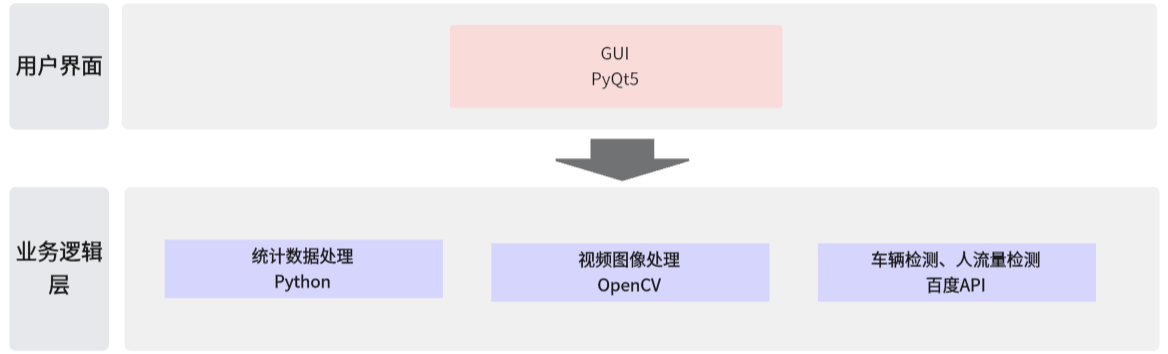 用户界面
GUI
PyQt5
业务逻辑
层
统计数据处理
Python
视频图像处理
OpenCV
车辆检测、人流量检测
百度API